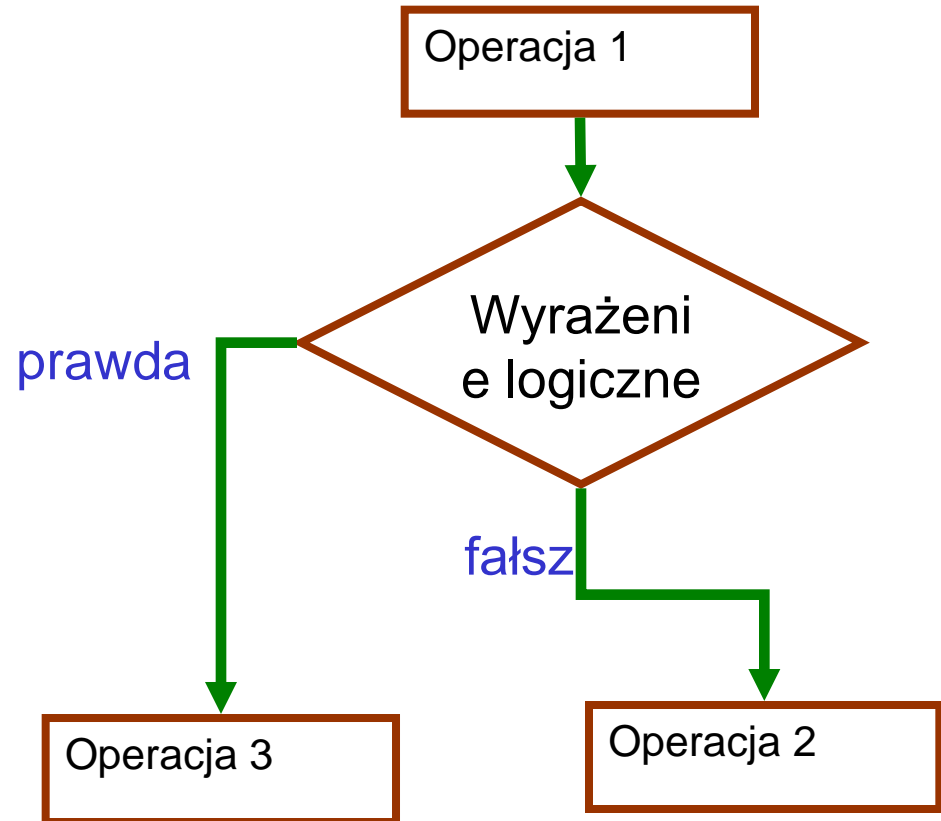 Operacja 1
Wyrażeni
e logiczne
prawda
fałsz
Operacja 3
Operacja 2